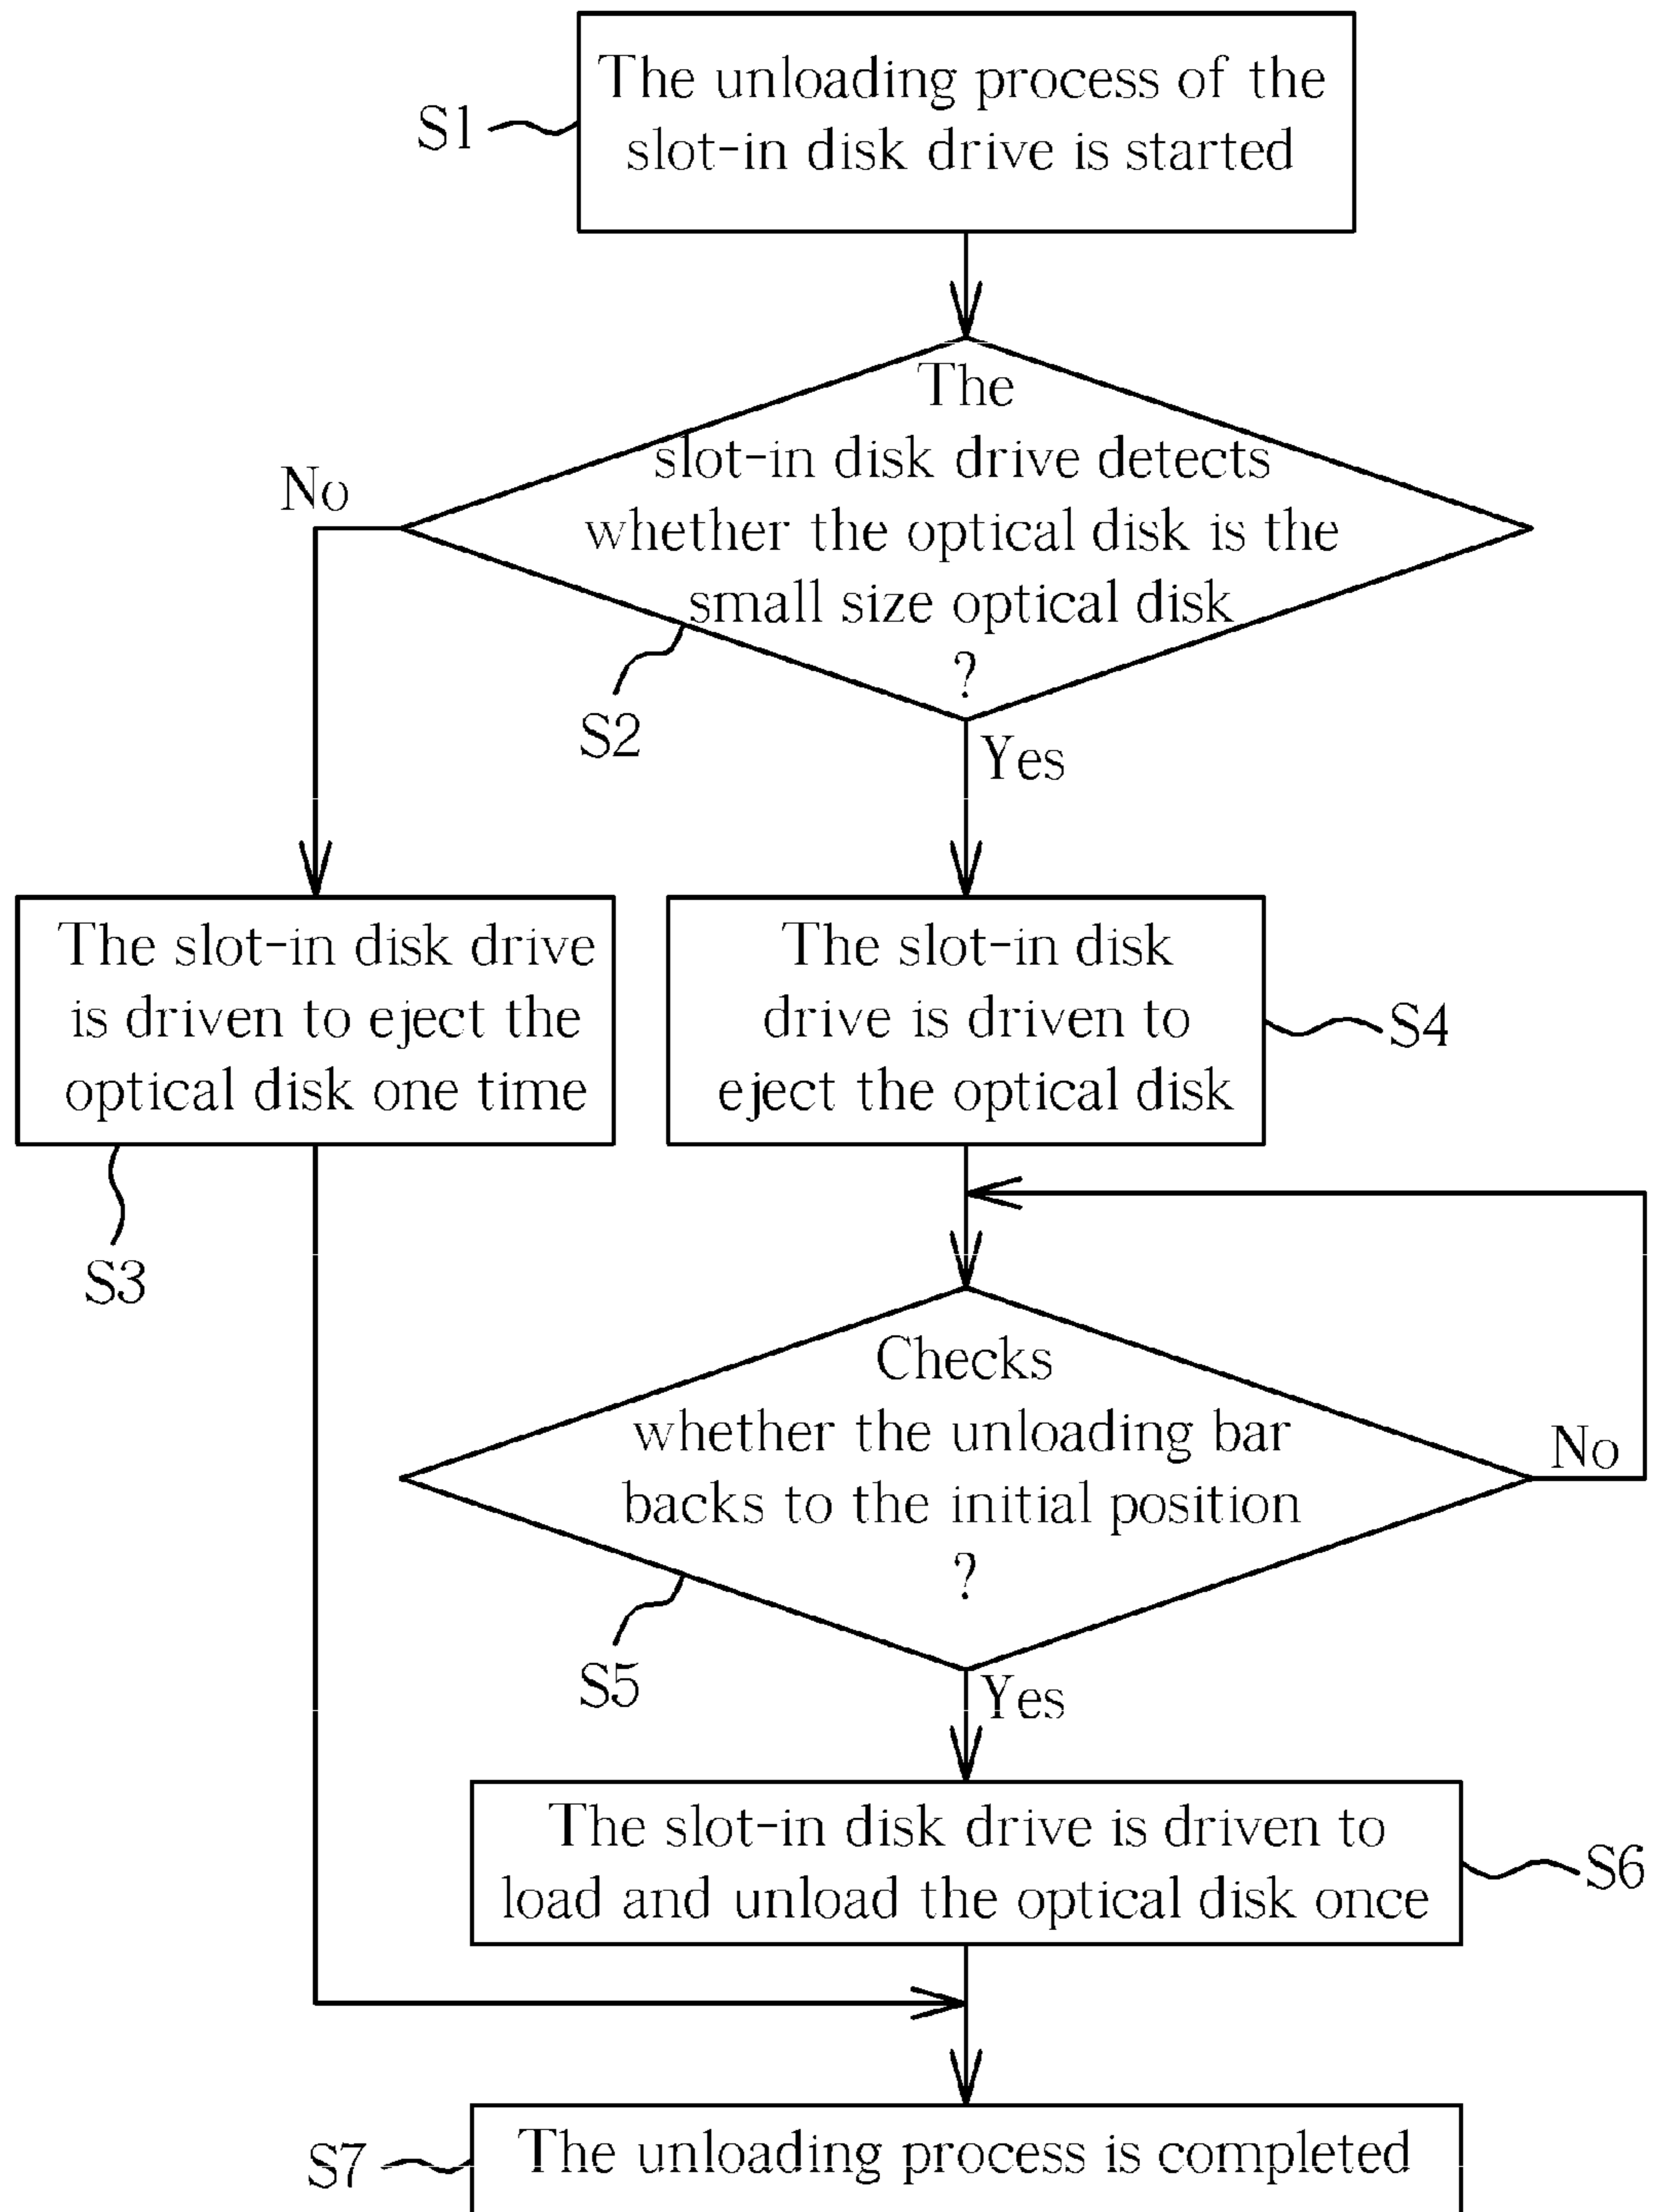 The unloading process of the
slot-in disk drive is started
S1
The
slot-in disk drive detects
whether the optical disk is the
small size optical disk
?
No
S2
Yes
The slot-in disk drive
is driven to eject the
optical disk one time
S3
The slot-in disk
drive is driven to
eject the optical disk
S4
Checks
whether the unloading bar
backs to the initial position
?
No
S5
Yes
The slot-in disk drive is driven to
load and unload the optical disk once
S6
The unloading process is completed
S7